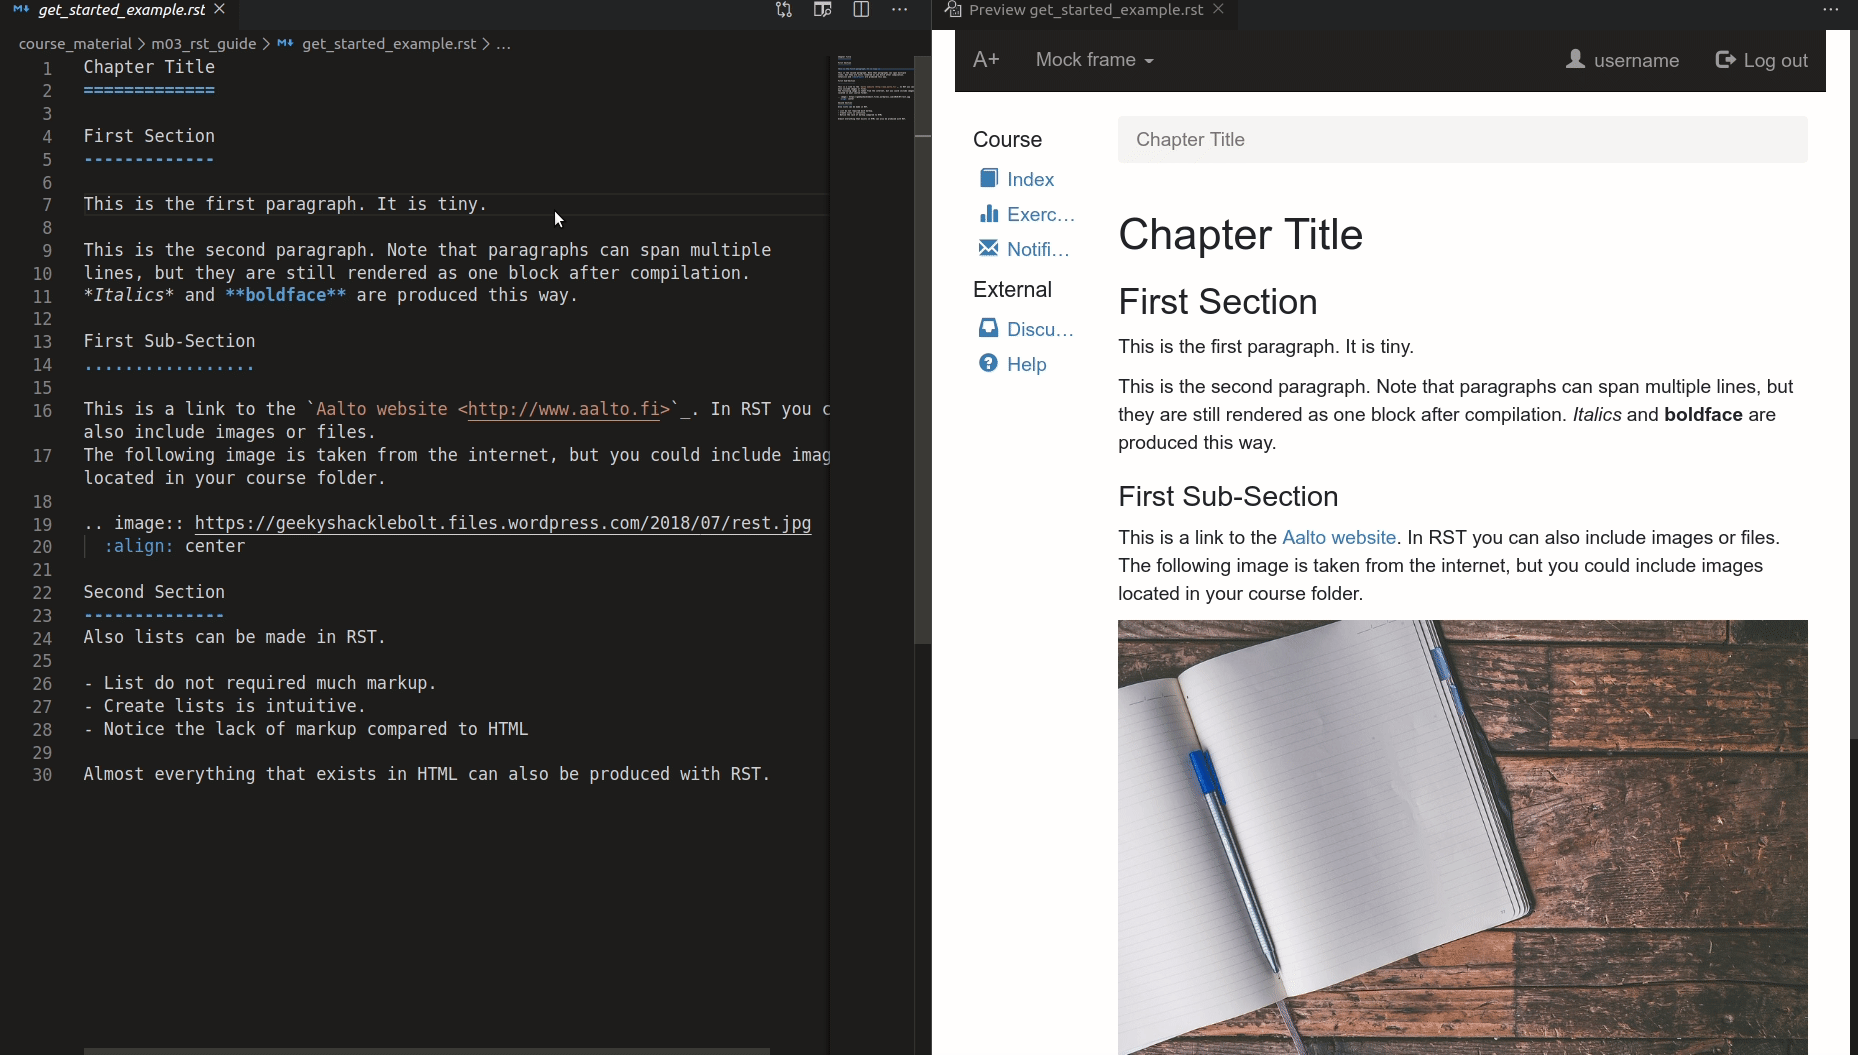 get_started_example.rst
course_material > m03_rst_guide > get_started_example.rst > ...
1 Chapter Title
2 =============
3
4 First Section
5 -------------
6
7 This is the first paragraph. It is tiny.
8
9 This is the second paragraph. Note that paragraphs can span multiple
10 lines, but they are still rendered as one block after compilation.
11 *Italics* and **boldface** are produced this way.
12
13 First Sub-Section
14 .................
15
16 This is a link to the `Aalto website <http://www.aalto.fi>`_. In RST you c
also include images or files.
17 The following image is taken from the internet, but you could include imag
located in your course folder.
18
19 .. image:: https://geekyshacklebolt.files.wordpress.com/2018/07/rest.jpg
20 :align: center
21
22 Second Section
23 --------------
24 Also lists can be made in RST.
25
26 - List do not required much markup.
27 - Create lists is intuitive.
28 - Notice the lack of markup compared to HTML
29
30 Almost everything that exists in HTML can also be produced with RST.
Preview get_started_example.rst
A+ Mock frame username Log out
Course
Index
Exerc...
Notifi...
External
Discu...
Help
Chapter Title
Chapter Title
First Section
This is the first paragraph. It is tiny.
This is the second paragraph. Note that paragraphs can span multiple lines, but
they are still rendered as one block after compilation. Italics and boldface are
produced this way.
First Sub-Section
This is a link to the Aalto website. In RST you can also include images or files.
The following image is taken from the internet, but you could include images
located in your course folder.